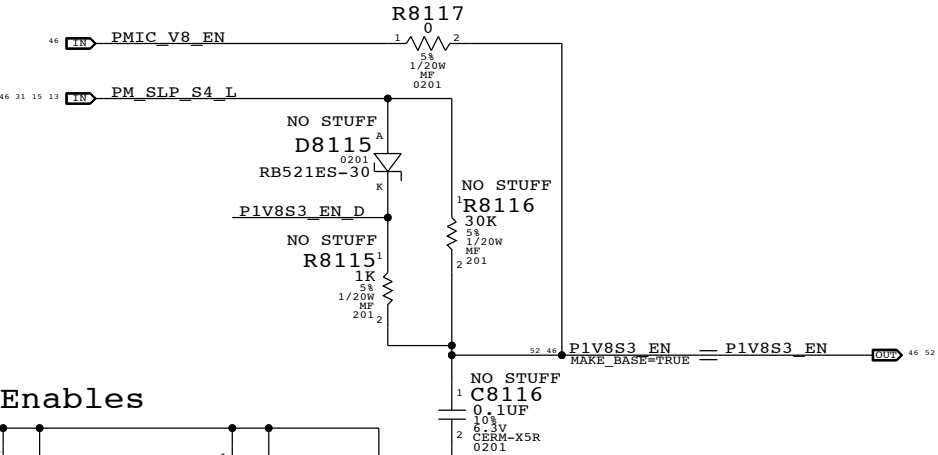 R8117
0
46 IN PMIC_V8_EN
1 2
5%
1/20W
MF
0201
46 31 15 13 IN PM_SLP_S4_L
NO STUFF
A
D8115
0201
RB521ES-30
K
NO STUFF
1
R8116
30K
5%
1/20W
MF
201
2
P1V8S3_EN_D
NO STUFF
R8115
1
1K
5%
1/20W
MF
201
2
52 46 P1V8S3_EN P1V8S3_EN OUT 46 52
MAKE_BASE=TRUE
NO STUFF
1
C8116
0.1UF
10%
6.3V
2
CERM-X5R
0201
Enables